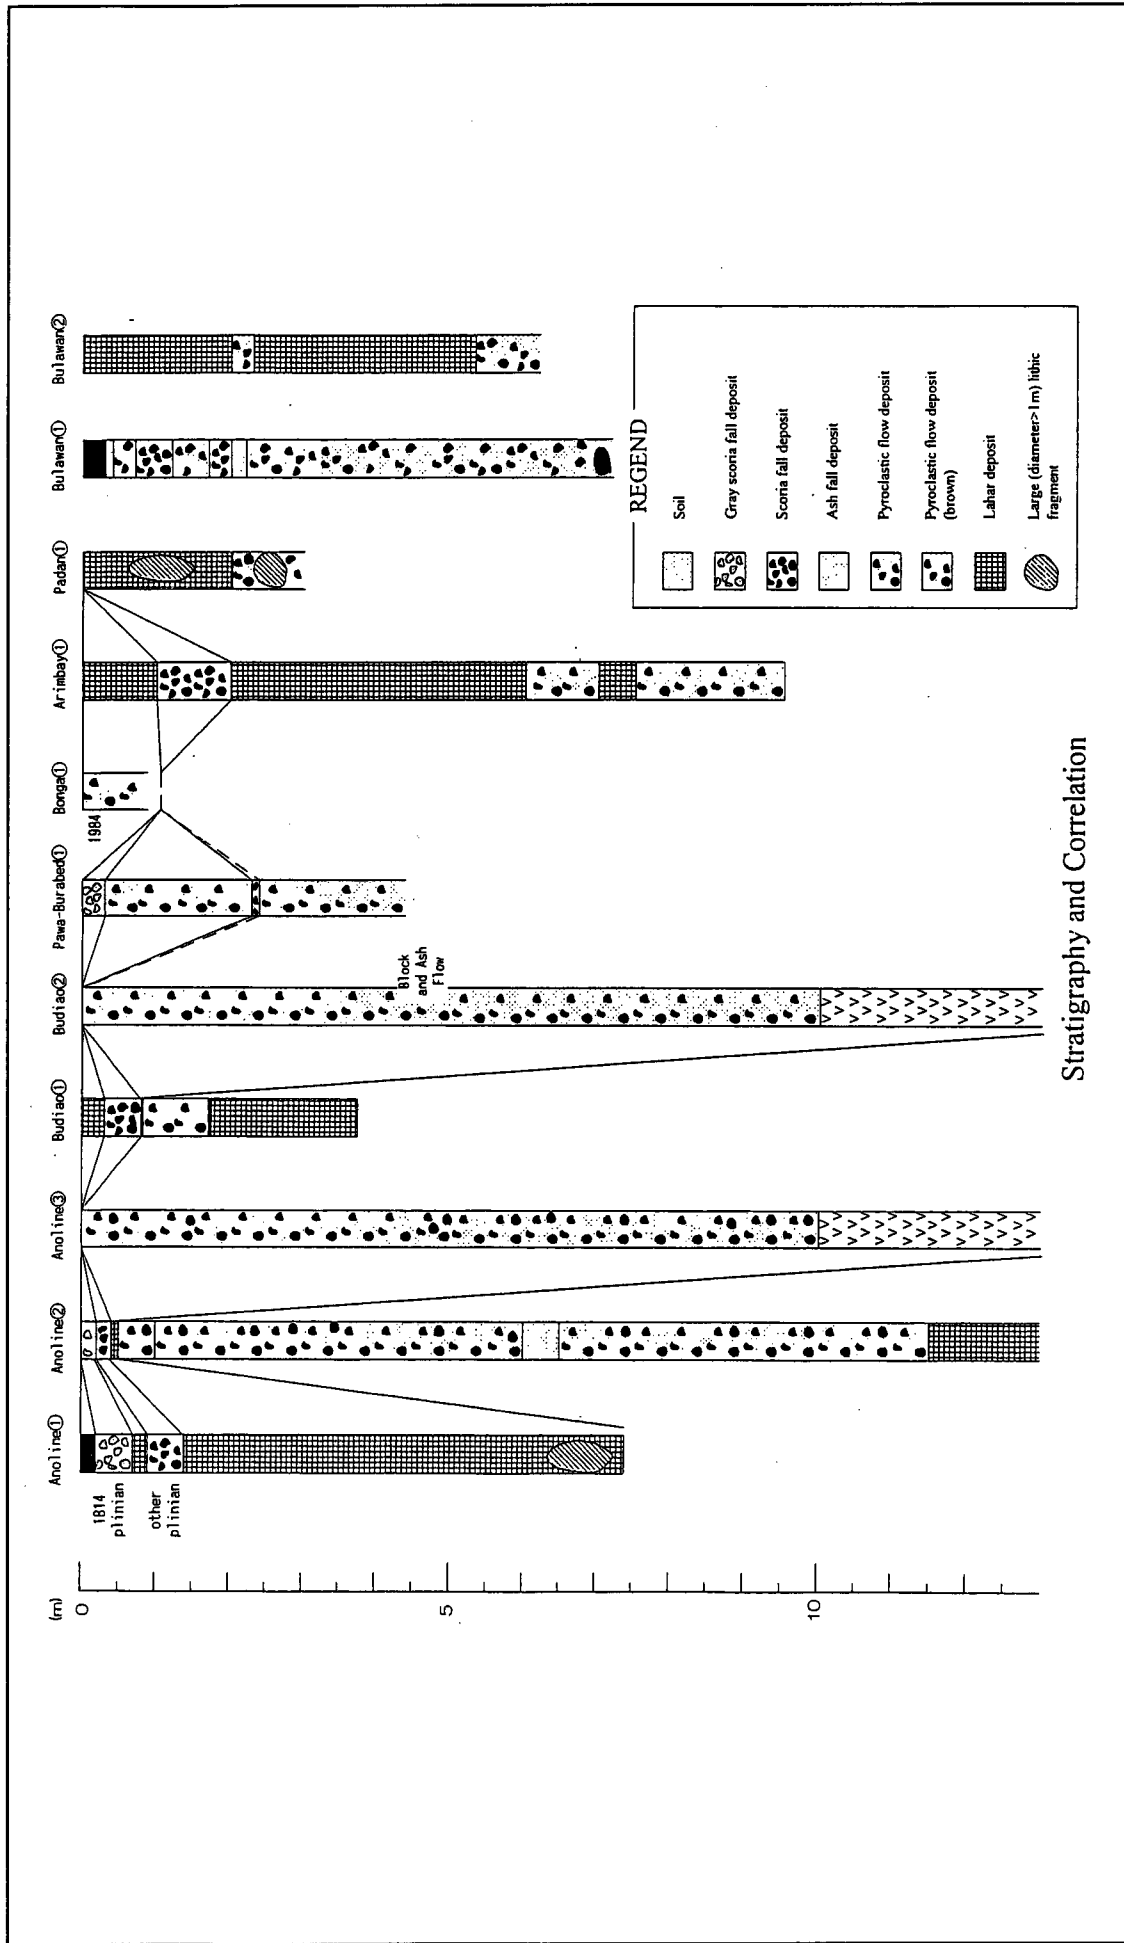 (m)
0
5
10
Anoline①
Anoline②
Anoline③
Budiao①
Budiao②
Pawa-Burabed①
Bonga①
Arimbay①
Padan①
Bulawan①
Bulawan②
1814
plinian
other
plinian
Block
and Ash
Flow
1984
REGEND
Soil
Gray scoria fall deposit
Scoria fall deposit
Ash fall deposit
Pyroclastic flow deposit
Pyroclastic flow deposit
(brown)
Lahar deposit
Large (diameter>1m) lithic
fragment
Stratigraphy and Correlation